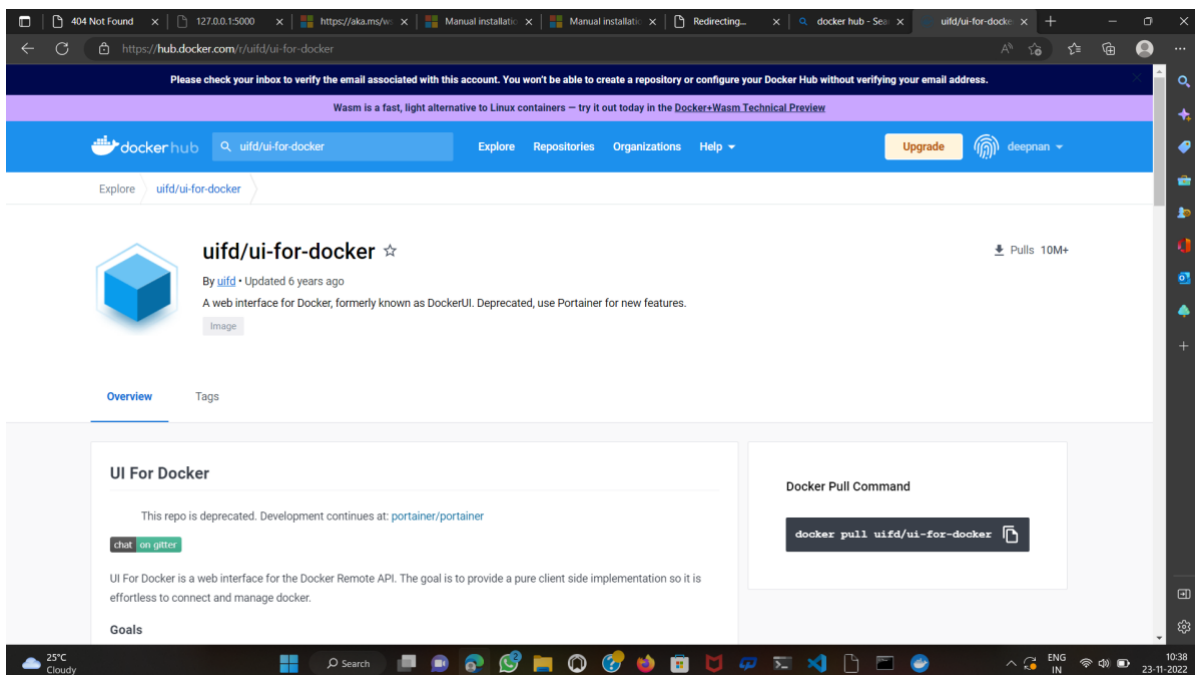 404 Not Found
127.0.0.1:5000
https://aka.ms/w
Manual installatio
Manual installatio
Redirecting...
docker hub - Sea
uifd/ui-for-docke
https://hub.docker.com/r/uifd/ui-for-docker
Please check your inbox to verify the email associated with this account. You won't be able to create a repository or configure your Docker Hub without verifying your email address.
Wasm is a fast, light alternative to Linux containers — try it out today in the Docker+Wasm Technical Preview
dockerhub
uifd/ui-for-docker
Explore Repositories Organizations Help
Upgrade
deepnan
Explore uifd/ui-for-docker
uifd/ui-for-docker
Pulls 10M+
By uifd • Updated 6 years ago
A web interface for Docker, formerly known as DockerUI. Deprecated, use Portainer for new features.
Image
Overview Tags
UI For Docker
This repo is deprecated. Development continues at: portainer/portainer
chat on gitter
UI For Docker is a web interface for the Docker Remote API. The goal is to provide a pure client side implementation so it is
effortless to connect and manage docker.
Goals
Docker Pull Command
docker pull uifd/ui-for-docker
25°C
Cloudy
Search
2
ENG
IN
10:38
23-11-2022